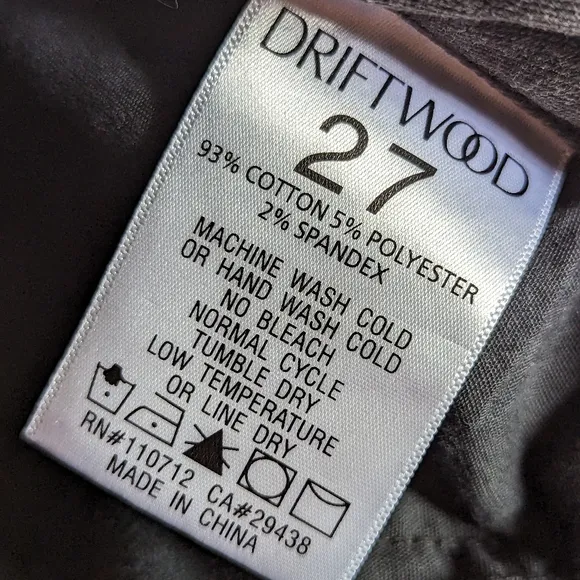 DRIFTWOOD
27
93% COTTON 5% POLYESTER
2% SPANDEX
MACHINE WASH COLD
OR HAND WASH COLD
NO BLEACH
NORMAL CYCLE
TUMBLE DRY
LOW TEMPERATURE
OR LINE DRY
RN#110712 CA#29438
MADE IN CHINA